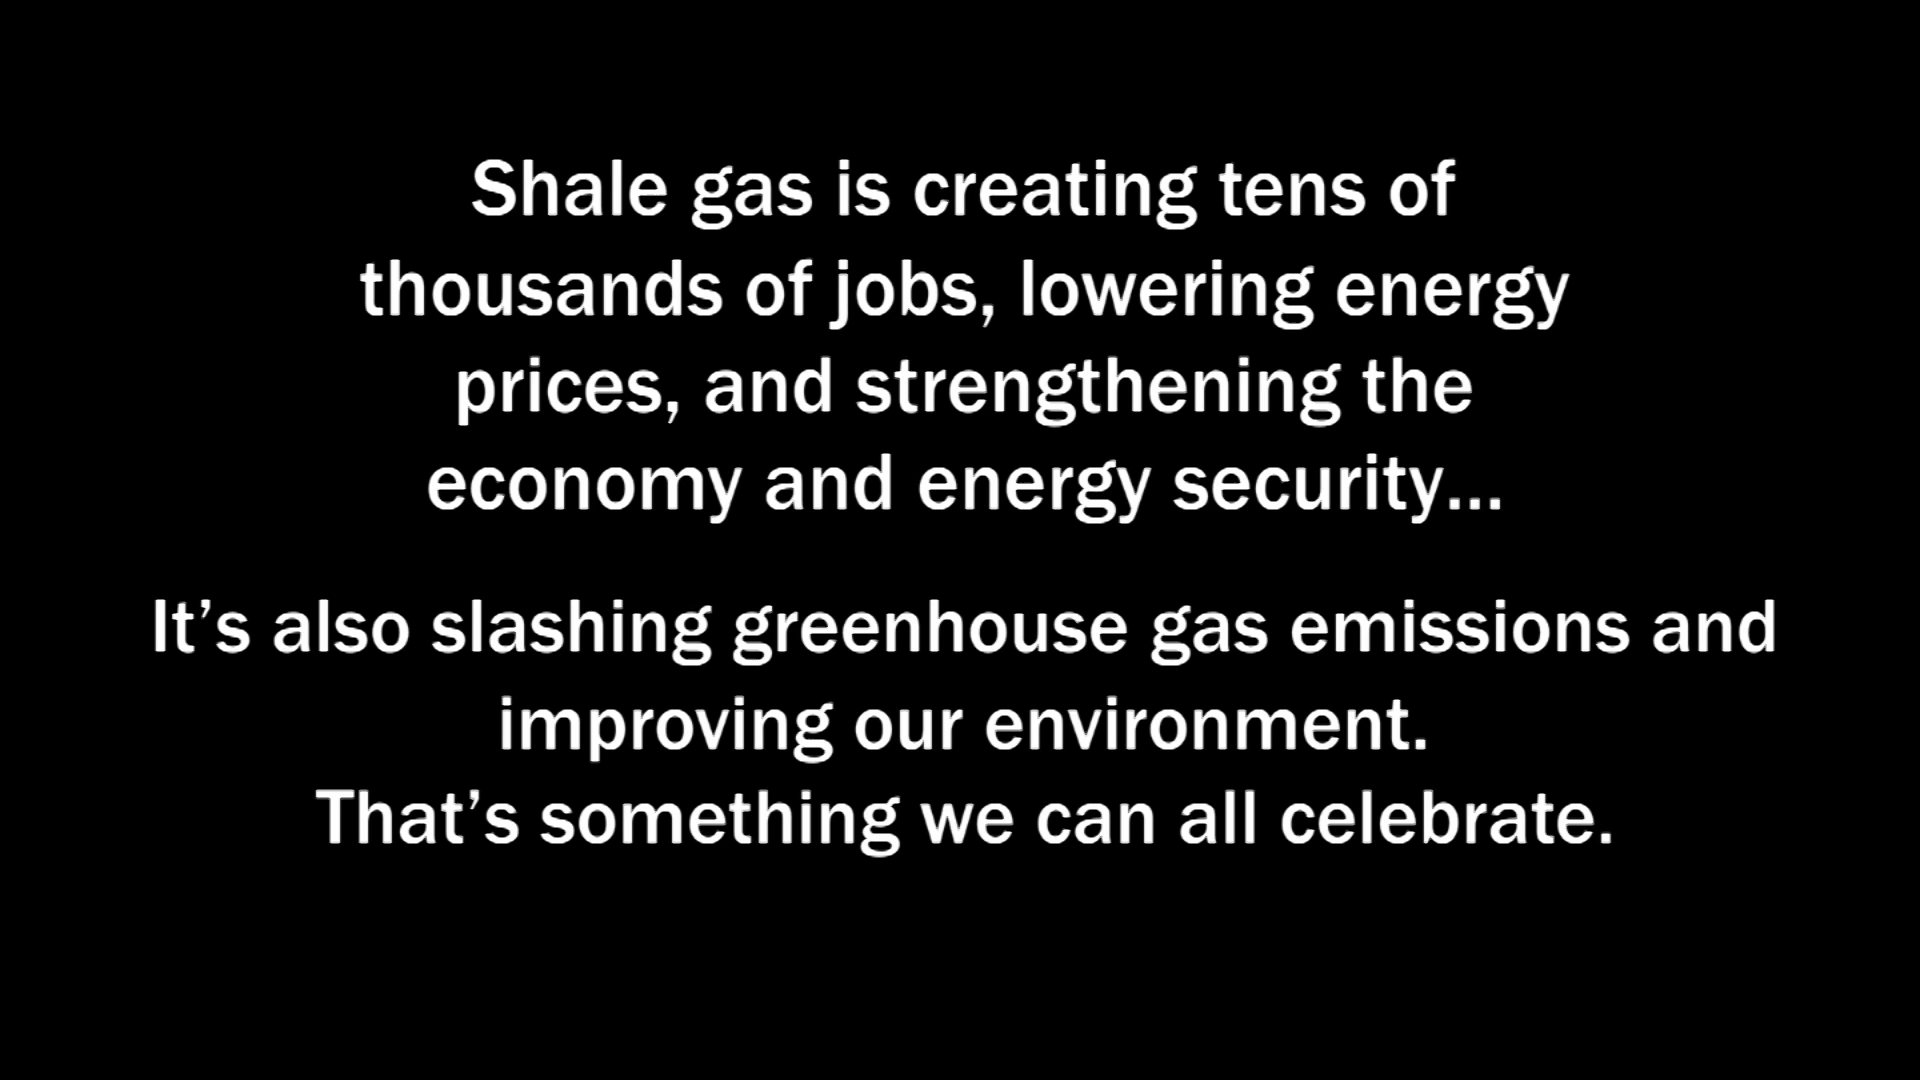 Shale gas is creating tens of
thousands of jobs, lowering energy
prices, and strengthening the
economy and energy security...
It’s also slashing greenhouse gas emissions and
improving our environment.
That’s something we can all celebrate.